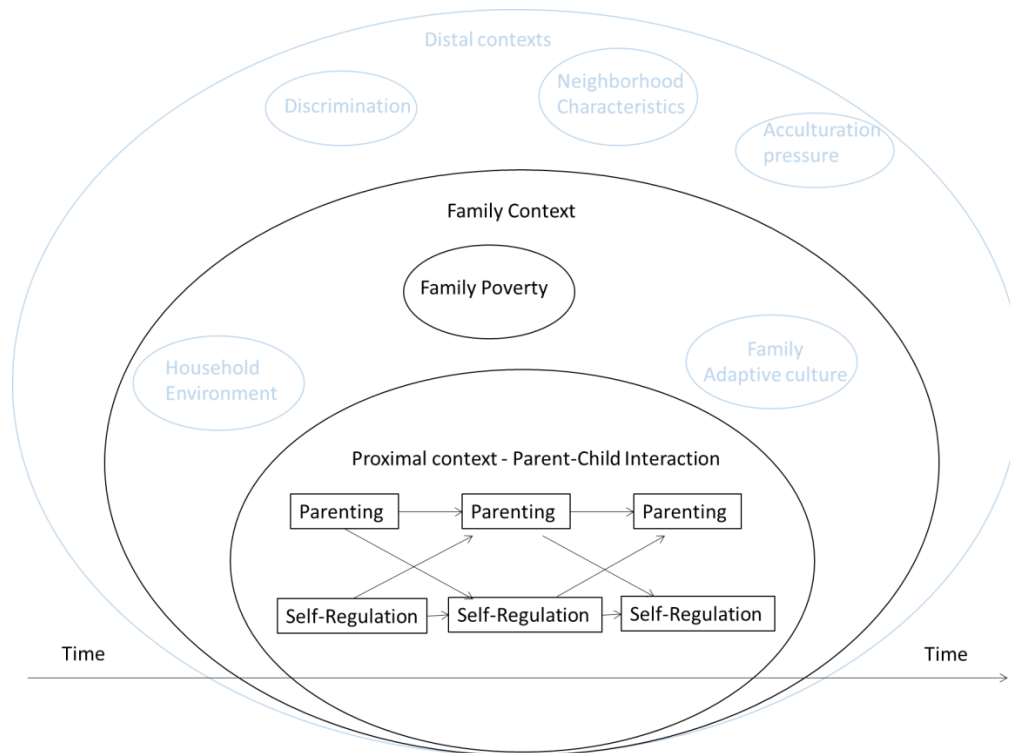 Distal contexts
Discrimination
Neighborhood
Characteristics
Acculturation
pressure
Family Context
Family Poverty
Household
Environment
Family
Adaptive culture
Proximal context - Parent-Child Interaction
Parenting
Parenting
Parenting
Self-Regulation
Self-Regulation
Self-Regulation
Time
Time